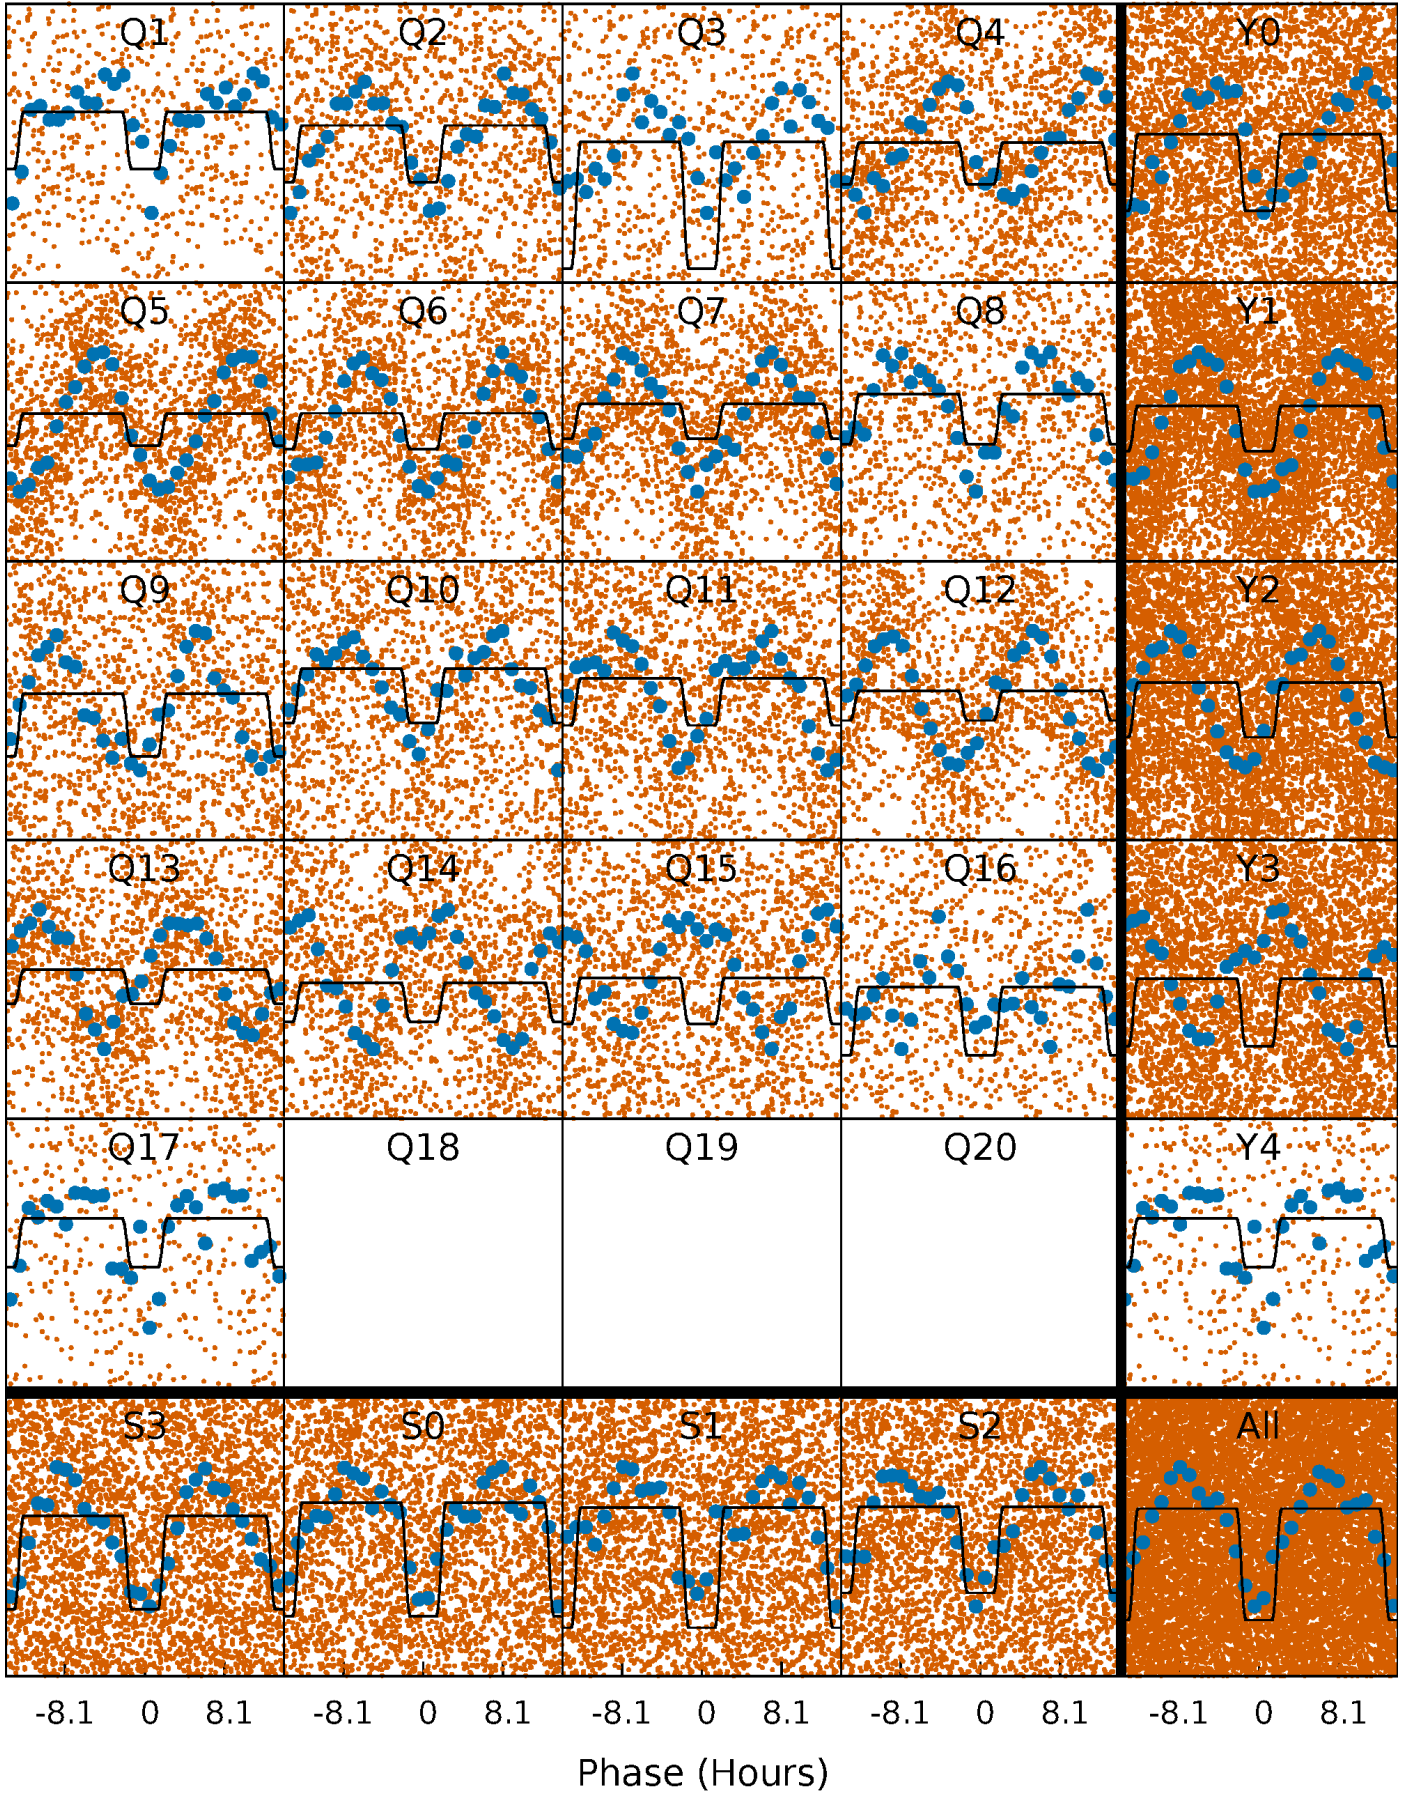 Q1 Q2 Q3 Q4 Y0
Q5 Q6 Q7 Q8 Y1
Q9 Q10 Q11 Q12 Y2
Q13 Q14 Q15 Q16 Y3
Q17 Q18 Q19 Q20 Y4
S3 S0 S1 S2 All
-8.1 0 8.1 -8.1 0 8.1 -8.1 0 8.1 -8.1 0 8.1 -8.1 0 8.1
Phase (Hours)